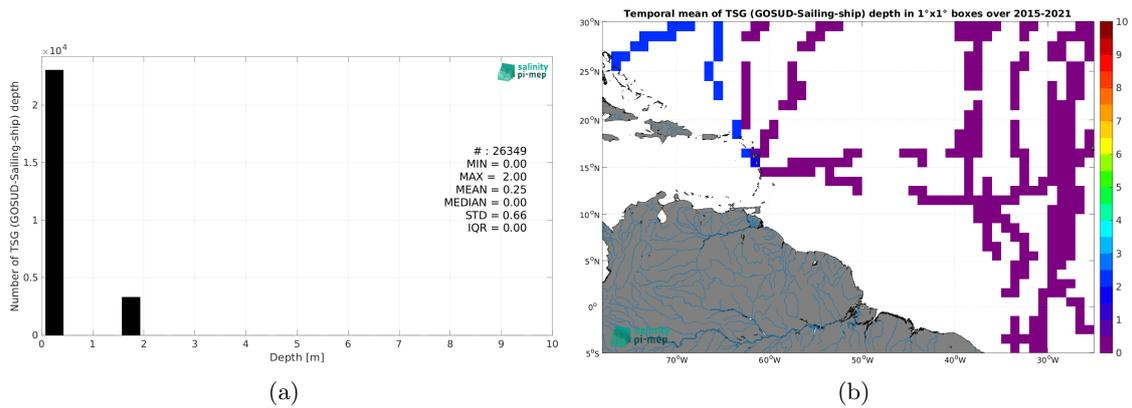 ×10⁴
2
1.5
1
0.5
0
Number of TSG (GOSUD-Sailing-ship) depth
salinity
pi-mep
# : 26349
MIN = 0.00
MAX = 2.00
MEAN = 0.25
MEDIAN = 0.00
STD = 0.66
IQR = 0.00
0 1 2 3 4 5 6 7 8 9 10
Depth [m]
(a)
Temporal mean of TSG (GOSUD-Sailing-ship) depth in 1°x1° boxes over 2015-2021
30°N
25°N
20°N
15°N
10°N
5°N
0°
5°S
70°W 60°W 50°W 40°W 30°W
salinity
pi-mep
10
9
8
7
6
5
4
3
2
1
0
(b)